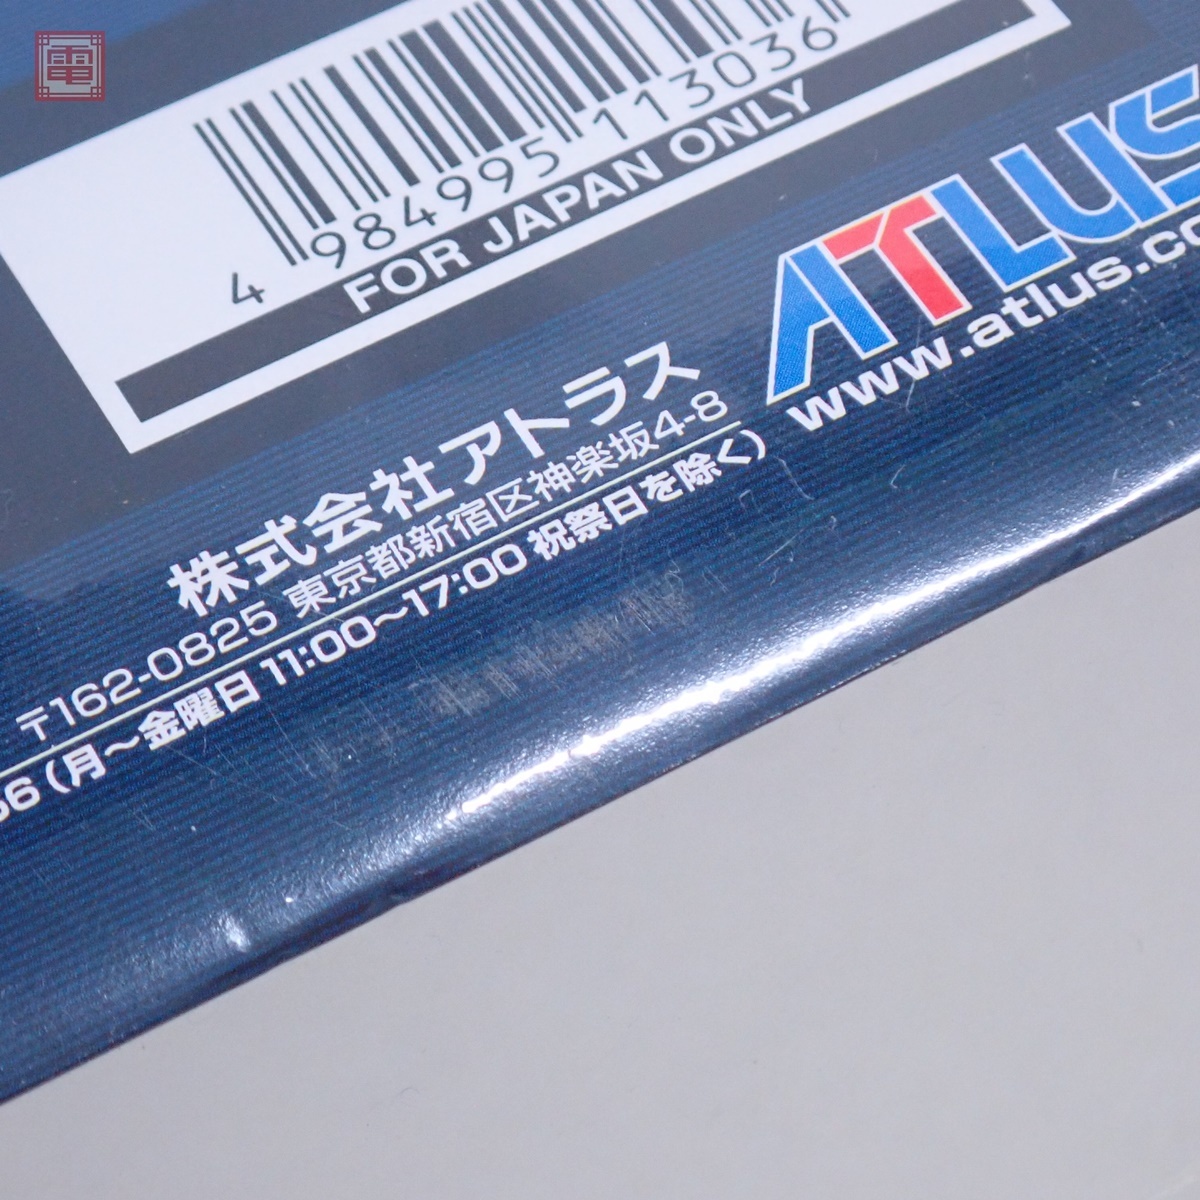 電
4 984995 113036
FOR JAPAN ONLY
ATLUS
www.atlus.co
株式会社アトラス
〒162-0825 東京都新宿区神楽坂4-8
6（月～金曜日 11:00～17:00 祝祭日を除く）